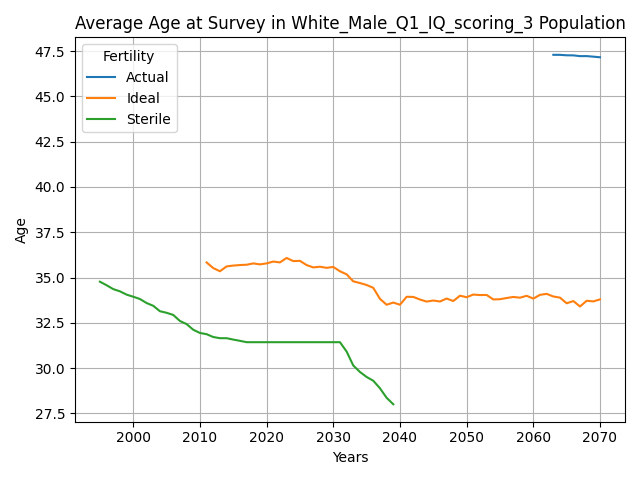 Average Age at Survey in White_Male_Q1_IQ_scoring_3 Population
Fertility
Actual
Ideal
Sterile
47.5
45.0
42.5
40.0
37.5
35.0
32.5
30.0
27.5
Age
2000 2010 2020 2030 2040 2050 2060 2070
Years